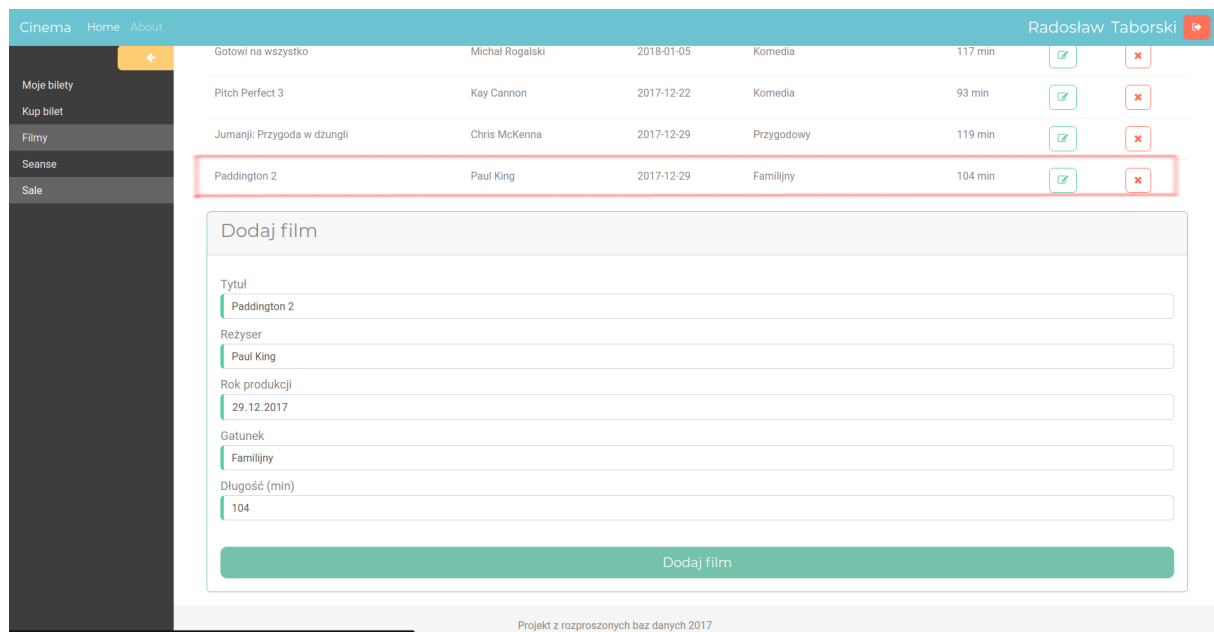 Cinema Home About Radosław Taborski
Moje bilety
Kup bilet
Filmy
Seanse
Sale
Gotowi na wszystko Michał Rogalski 2018-01-05 Komedia 117 min
Pitch Perfect 3 Kay Cannon 2017-12-22 Komedia 93 min
Jumanji: Przygoda w dżungli Chris McKenna 2017-12-29 Przygodowy 119 min
Paddington 2 Paul King 2017-12-29 Familijny 104 min
Dodaj film
Tytuł
Paddington 2
Reżyser
Paul King
Rok produkcji
29.12.2017
Gatunek
Familijny
Długość (min)
104
Dodaj film
Projekt z rozproszonych baz danych 2017